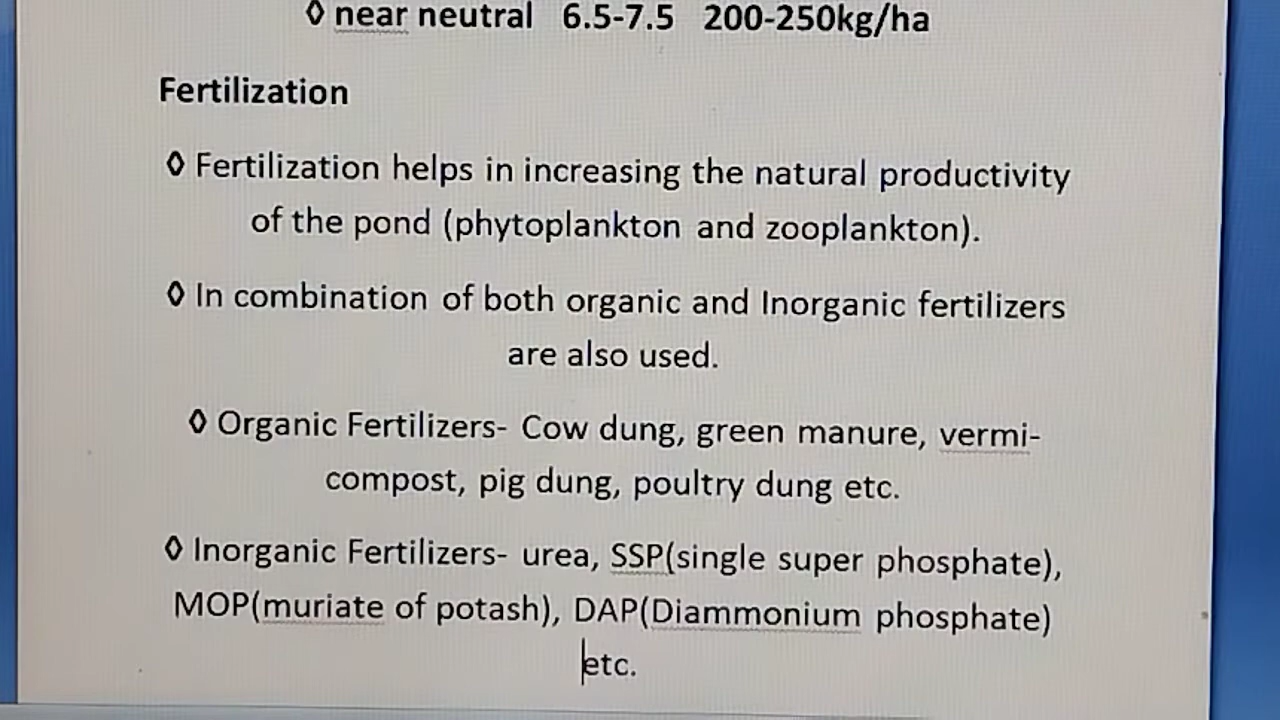 ◊ near neutral 6.5-7.5 200-250kg/ha
Fertilization
◊ Fertilization helps in increasing the natural productivity
of the pond (phytoplankton and zooplankton).
◊ In combination of both organic and Inorganic fertilizers
are also used.
◊ Organic Fertilizers- Cow dung, green manure, vermi-
compost, pig dung, poultry dung etc.
◊ Inorganic Fertilizers- urea, SSP(single super phosphate),
MOP(muriate of potash), DAP(Diammonium phosphate)
etc.